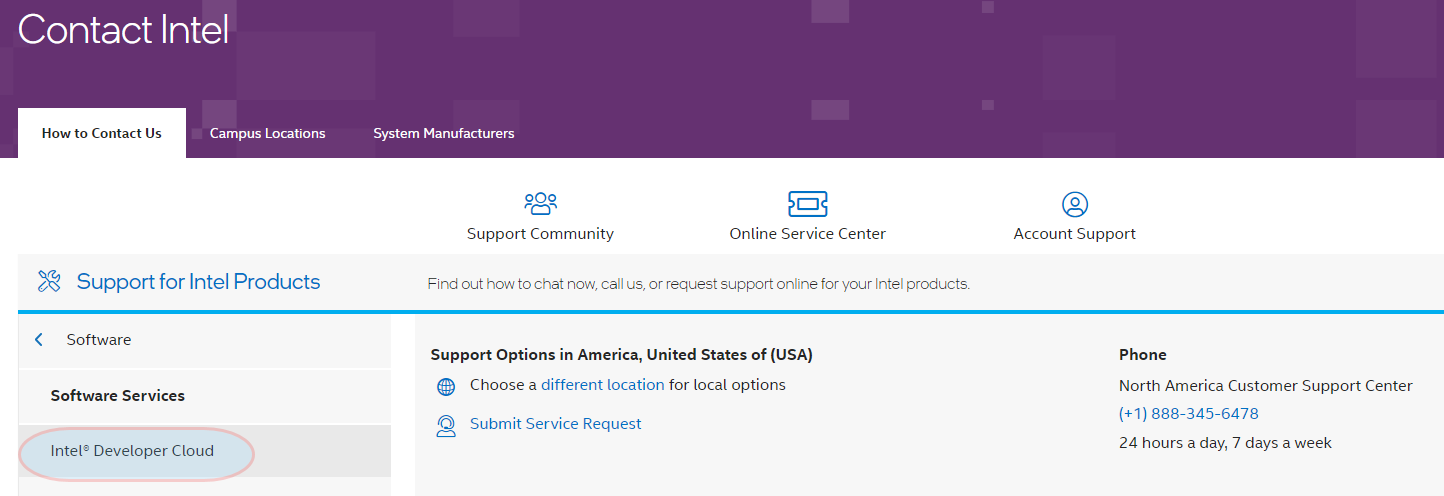 Contact Intel
How to Contact Us
Campus Locations
System Manufacturers
Support Community
Online Service Center
Account Support
Support for Intel Products
Find out how to chat now, call us, or request support online for your Intel products.
Software
Software Services
Intel® Developer Cloud
Support Options in America, United States of (USA)
Choose a different location for local options
Submit Service Request
Phone
North America Customer Support Center
(+1) 888-345-6478
24 hours a day, 7 days a week